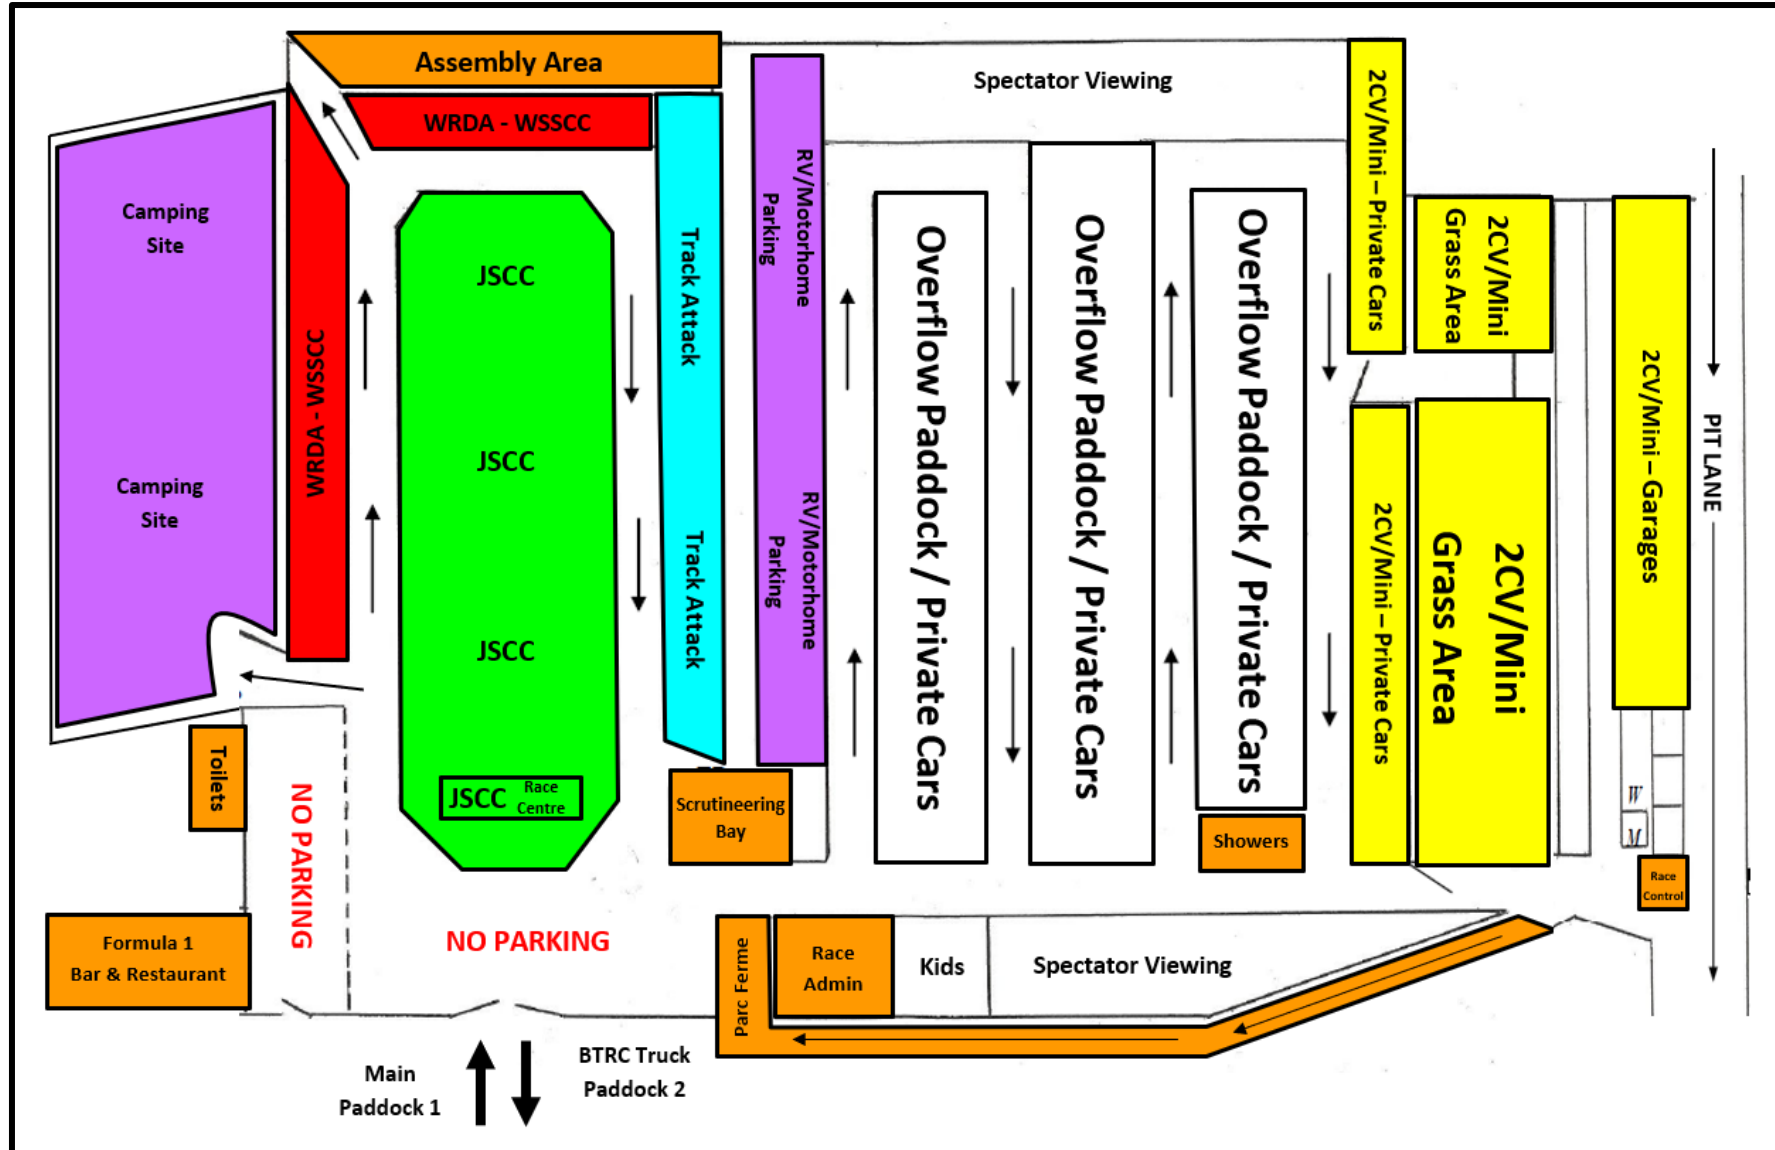 Assembly Area
WRDA - WSSCC
Spectator Viewing
Camping
Site
Camping
Site
WRDA - WSSCC
JSCC
JSCC
JSCC
JSCC Race
Centre
Track Attack
Track Attack
RV/Motorhome
Parking
RV/Motorhome
Parking
Overflow Paddock / Private Cars
Overflow Paddock / Private Cars
Overflow Paddock / Private Cars
2CV/Mini – Private Cars
2CV/Mini
Grass Area
2CV/Mini – Private Cars
2CV/Mini
Grass Area
2CV/Mini – Garages
PIT LANE
Toilets
NO PARKING
Scrutineering
Bay
Showers
W
M
Race
Control
Formula 1
Bar & Restaurant
NO PARKING
Parc Ferme
Race
Admin
Kids
Spectator Viewing
Main
Paddock 1
BTRC Truck
Paddock 2